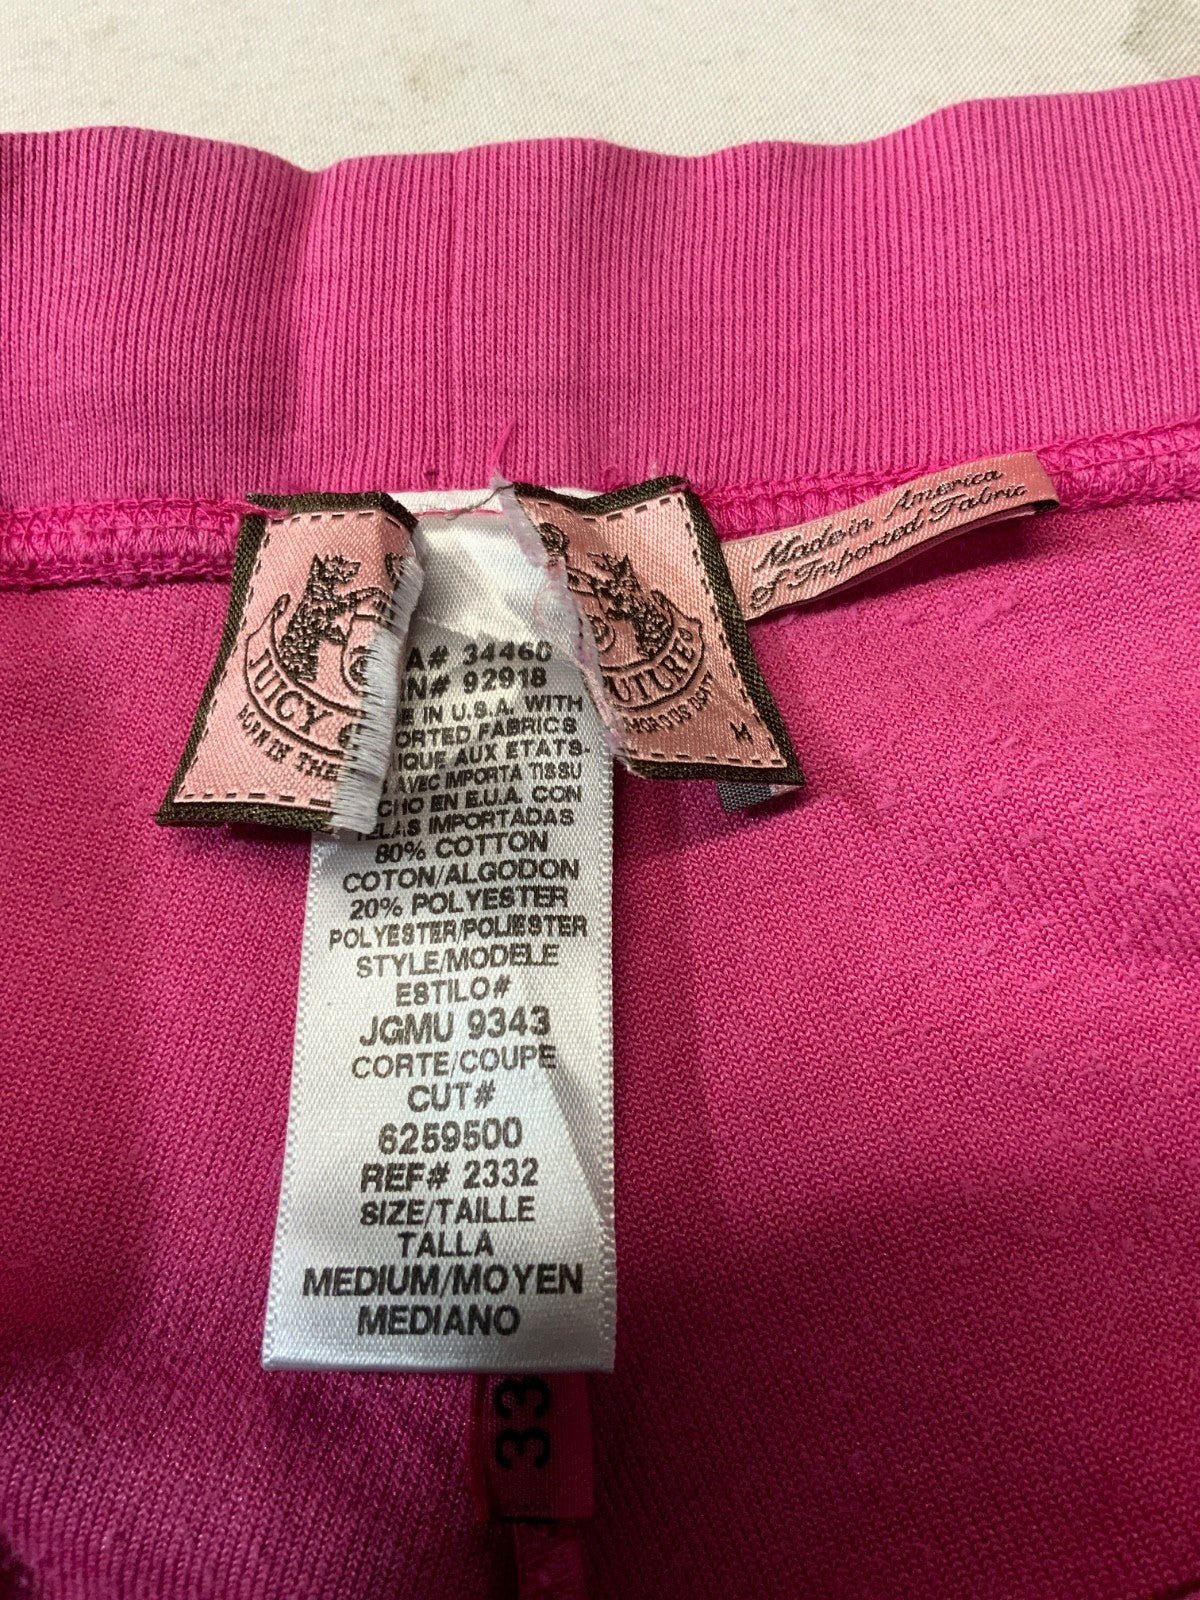 JUICY
BORN IN THE
OUTURE
M
Made in America
of Imported Fabric
A# 34460
N# 92918
E IN U.S.A. WITH
ORTED FABRICS
IQUE AUX ETATS-
AVEC IMPORTA TISSU
CHO EN E.U.A. CON
TELAS IMPORTADAS
80% COTTON
COTON/ALGODON
20% POLYESTER
POLYESTER/POLIESTER
STYLE/MODELE
ESTILO#
JGMU 9343
CORTE/COUPE
CUT#
6259500
REF# 2332
SIZE/TAILLE
TALLA
MEDIUM/MOYEN
MEDIANO
33